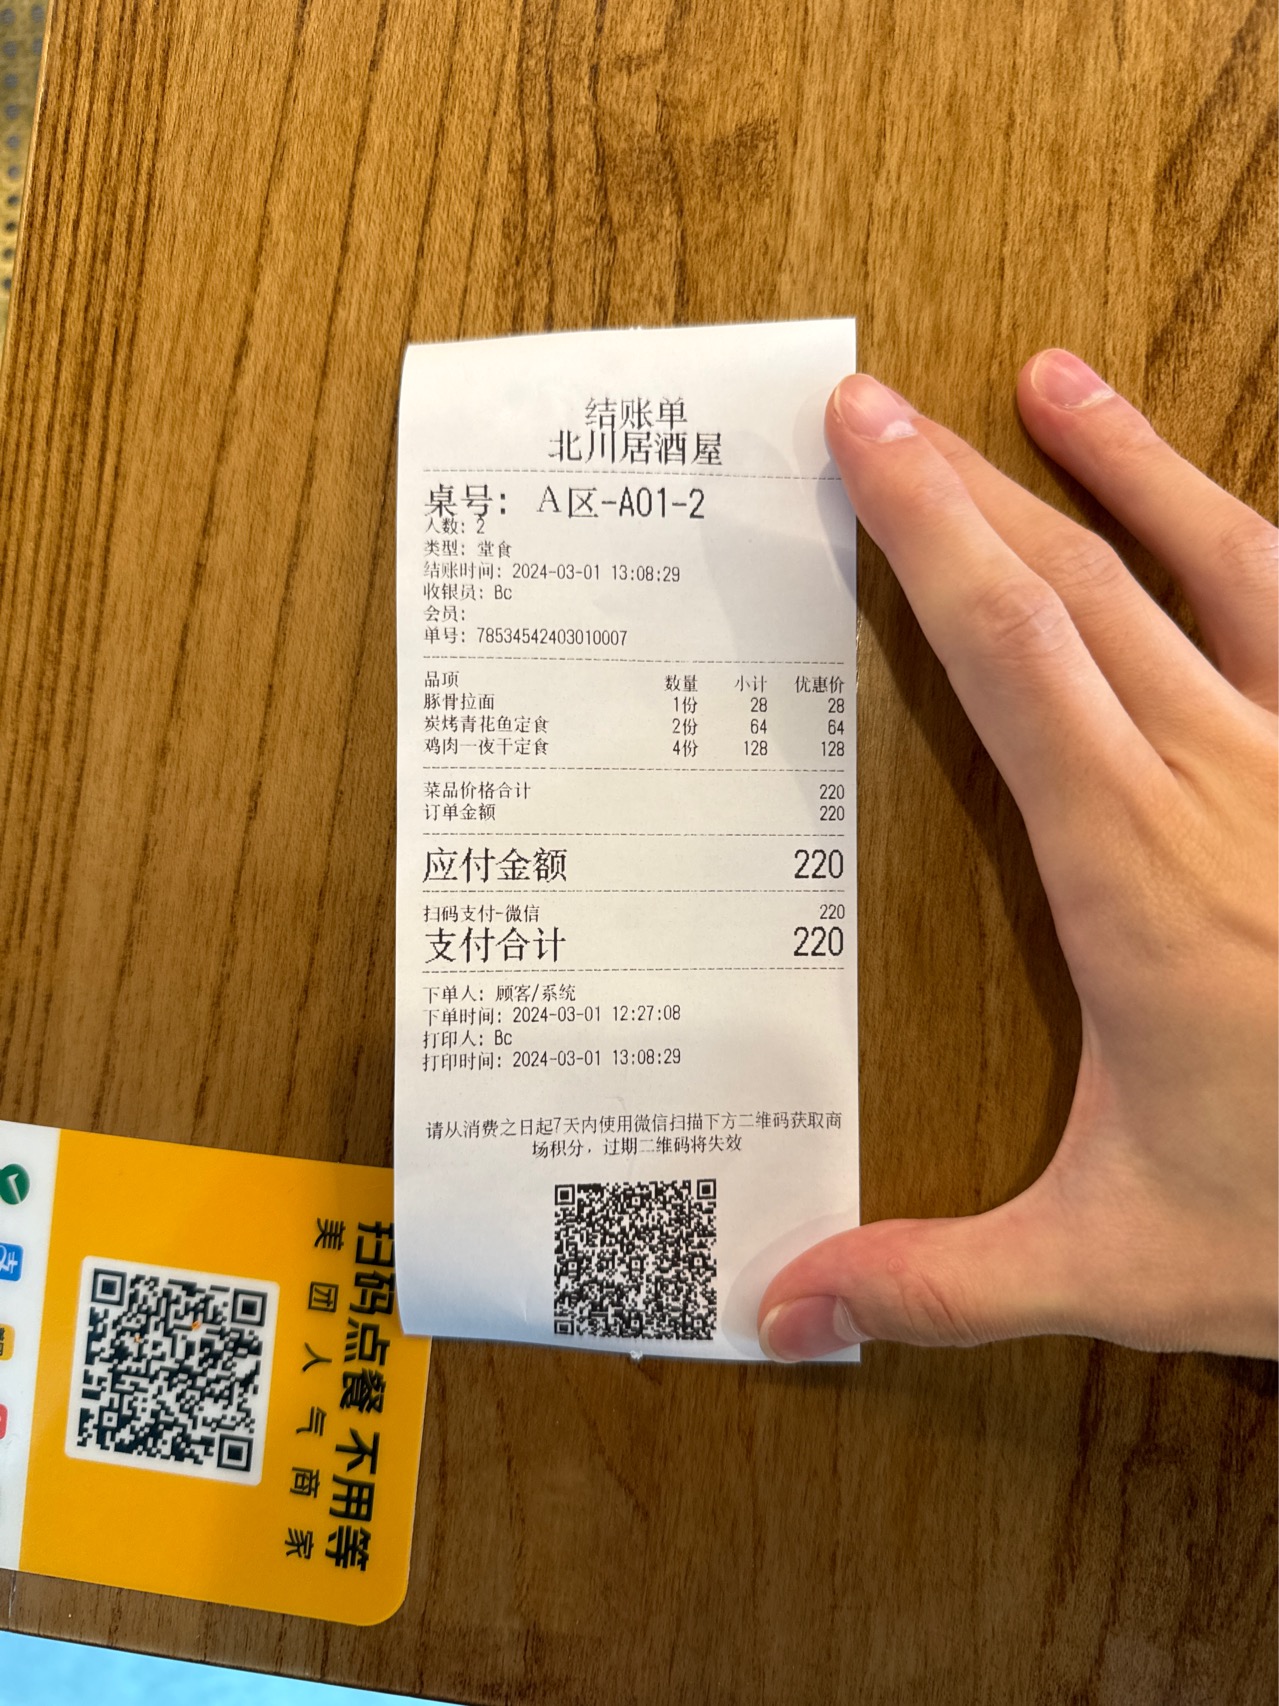 结账单
北川居酒屋
桌号： A区-A01-2
人数: 2
类型: 堂食
结账时间: 2024-03-01 13:08:29
收银员: Bc
会员:
单号: 78534542403010007
品项 数量 小计 优惠价
豚骨拉面 1份 28 28
炭烤青花鱼定食 2份 64 64
鸡肉一夜干定食 4份 128 128
菜品价格合计 220
订单金额 220
应付金额 220
扫码支付-微信 220
支付合计 220
下单人: 顾客/系统
下单时间: 2024-03-01 12:27:08
打印人: Bc
打印时间: 2024-03-01 13:08:29
请从消费之日起7天内使用微信扫描下方二维码获取商
场积分，过期二维码将失效
扫码点餐 不用等
美团人气商家